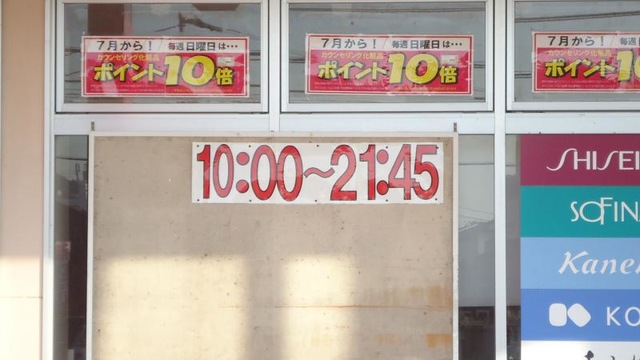 7月から！ 毎週日曜日は…
カウンセリング化粧品
ポイント10倍
7月から！ 毎週日曜日は…
カウンセリング化粧品
ポイント10倍
7月から！ 毎週
カウンセリング化粧品
ポイント10倍
10:00～21:45
SHISEI
SOFINA
Kane
KO